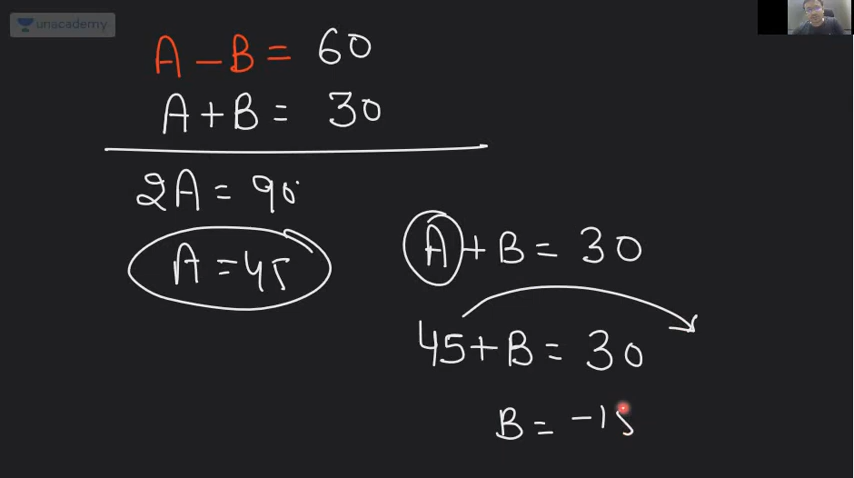 unacademy
A - B = 60
A + B = 30
2A = 90
A = 45
A + B = 30
45 + B = 30
B = -15